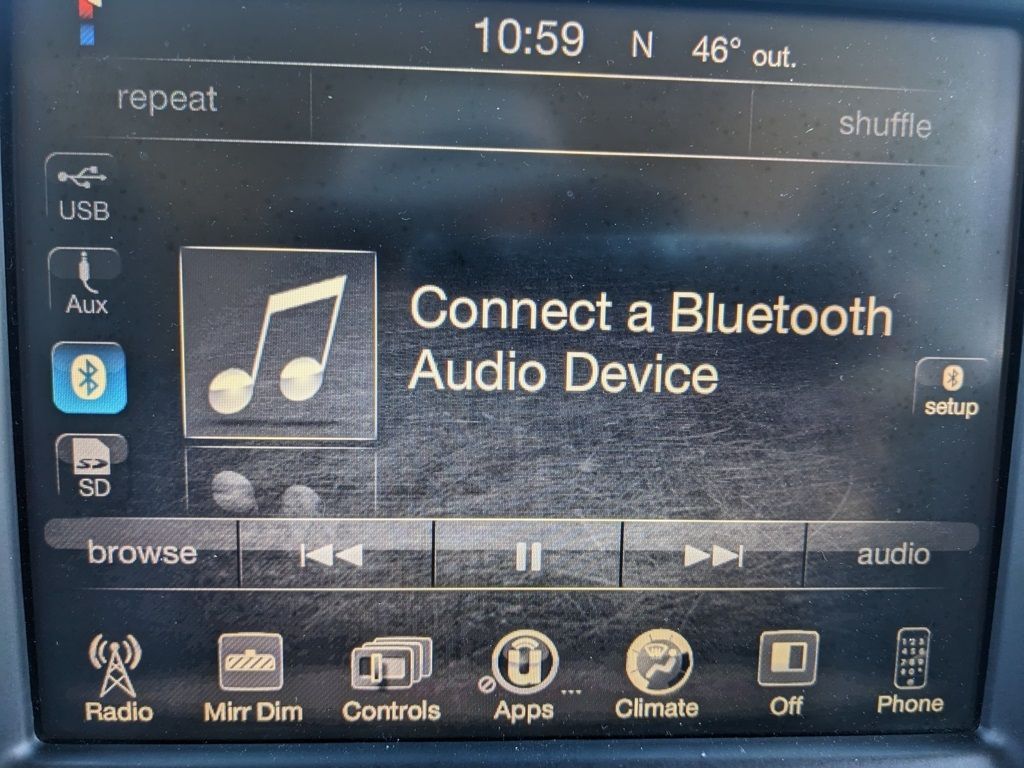 10:59 N 46° out.
repeat
shuffle
USB
Aux
Connect a Bluetooth
Audio Device
setup
SD
browse
audio
Radio
Mirr Dim
Controls
Apps
...
Climate
Off
Phone